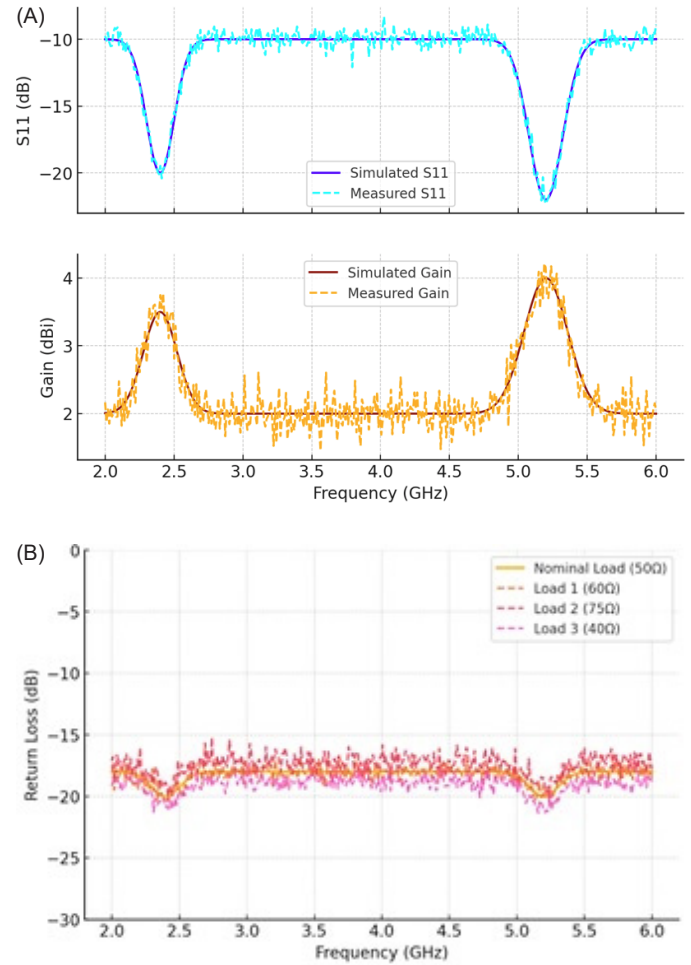 (A)
−10
−15
−20
S11 (dB)
Simulated S11
Measured S11
4
3
2
Gain (dBi)
Simulated Gain
Measured Gain
2.0 2.5 3.0 3.5 4.0 4.5 5.0 5.5 6.0
Frequency (GHz)
(B)
0
−5
−10
−15
−20
−25
−30
Return Loss (dB)
Nominal Load (50Ω)
Load 1 (60Ω)
Load 2 (75Ω)
Load 3 (40Ω)
2.0 2.5 3.0 3.5 4.0 4.5 5.0 5.5 6.0
Frequency (GHz)